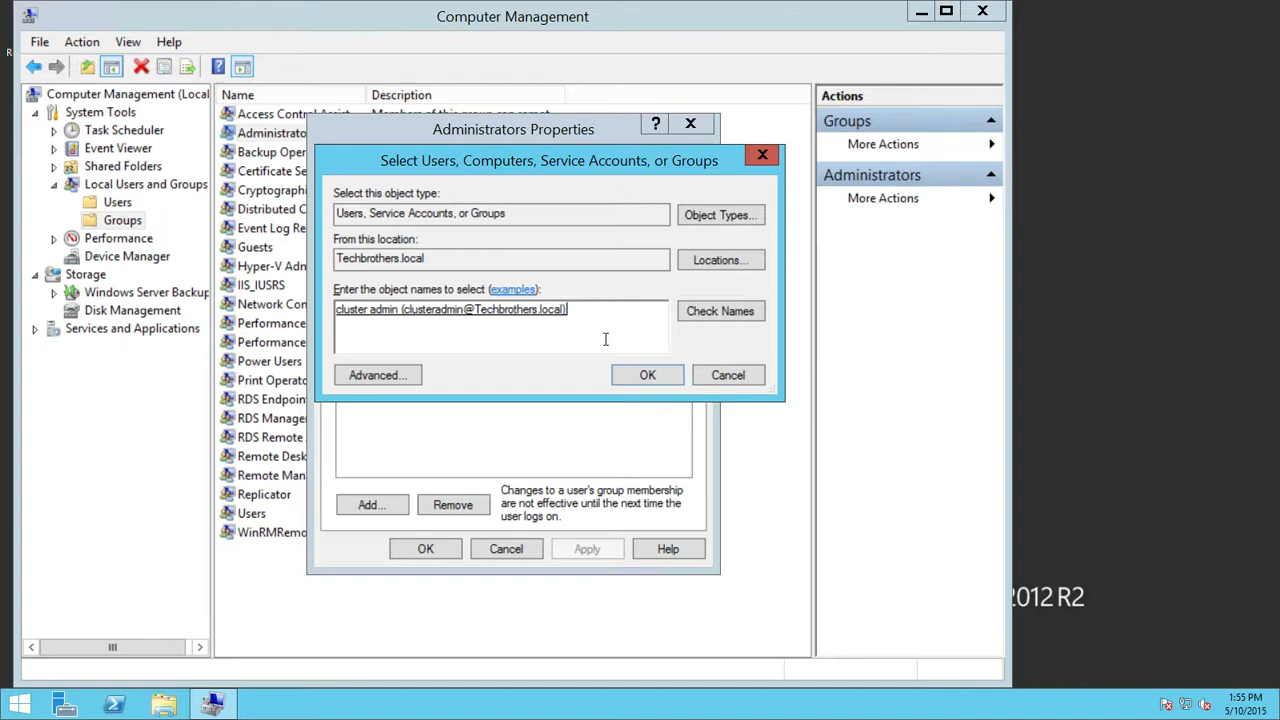 Computer Management
File Action View Help
R
Computer Management (Local
System Tools
Task Scheduler
Event Viewer
Shared Folders
Local Users and Groups
Users
Groups
Performance
Device Manager
Storage
Windows Server Backup
Disk Management
Services and Applications
Name Description
Access Control Assist... Members of this group can remot...
Administrato
Backup Oper
Certificate Se
Cryptographi
Distributed C
Event Log Re
Guests
Hyper-V Adm
IIS_IUSRS
Network Con
Performance
Performance
Power Users
Print Operato
RDS Endpoin
RDS Manage
RDS Remote
Remote Desk
Remote Man
Replicator
Users
WinRMRemo
Administrators Properties
Select Users, Computers, Service Accounts, or Groups
Select this object type:
Users, Service Accounts, or Groups
Object Types...
From this location:
Techbrothers.local
Locations...
Enter the object names to select (examples):
cluster admin (clusteradmin@Techbrothers.local)
Check Names
Advanced...
OK
Cancel
Add...
Remove
Changes to a user's group membership
are not effective until the next time the
user logs on.
OK
Cancel
Apply
Help
Actions
Groups
More Actions
Administrators
More Actions
2012 R2
1:55 PM
5/10/2015